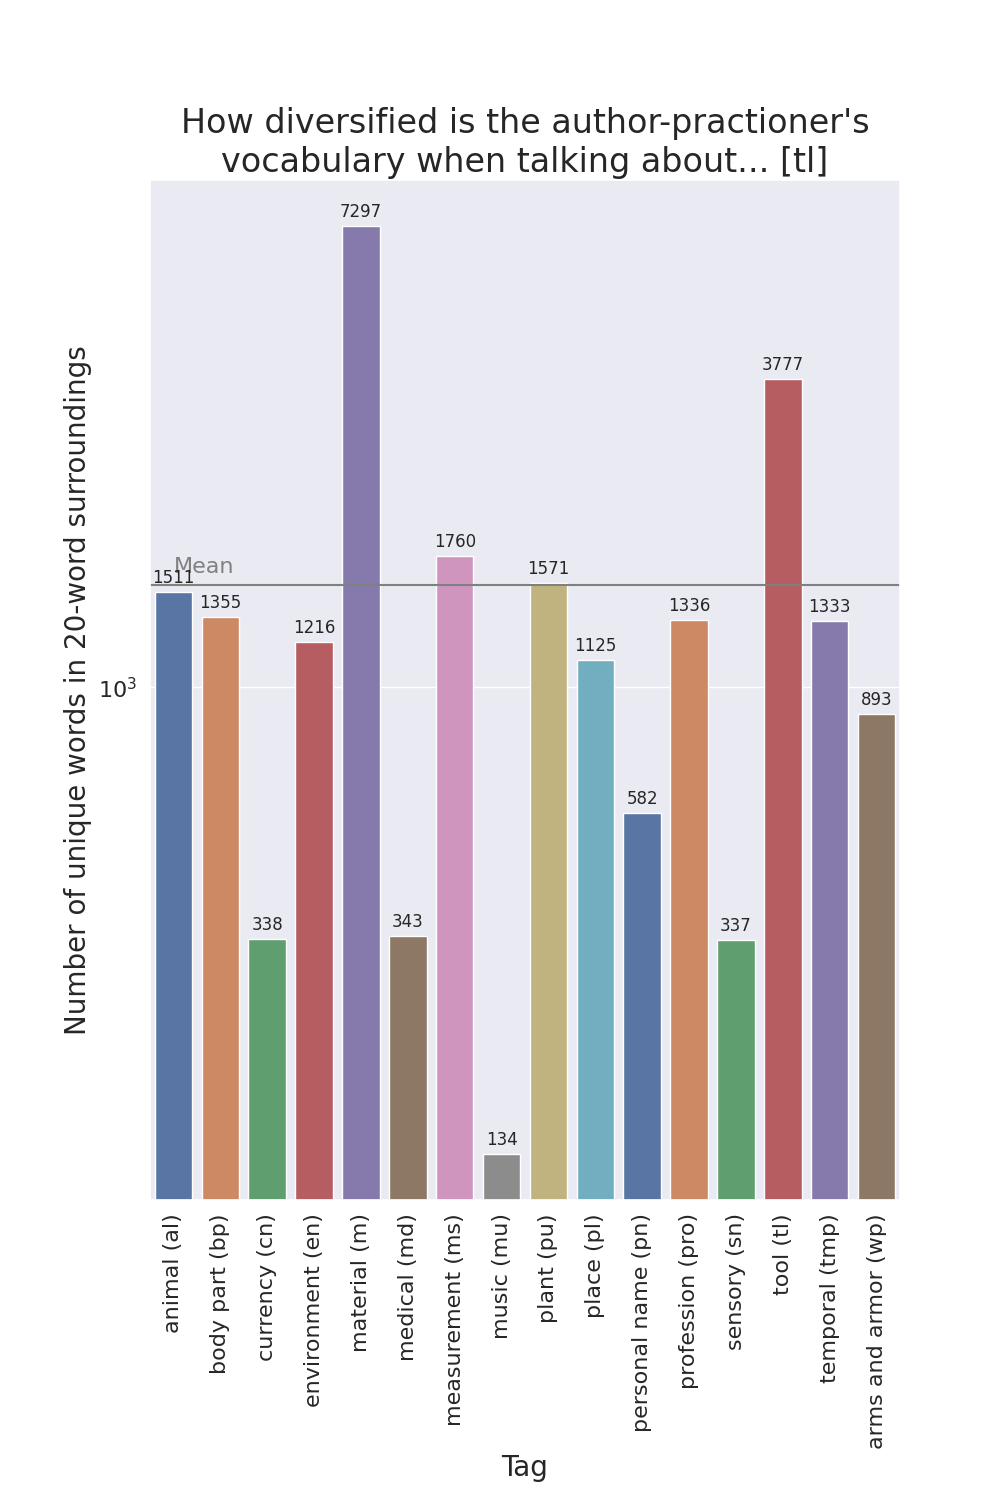 How diversified is the author-practioner's
vocabulary when talking about... [tl]
Number of unique words in 20-word surroundings
10³
Mean
1511
1355
338
1216
7297
343
1760
134
1571
1125
582
1336
337
3777
1333
893
animal (al)
body part (bp)
currency (cn)
environment (en)
material (m)
medical (md)
measurement (ms)
music (mu)
plant (pu)
place (pl)
personal name (pn)
profession (pro)
sensory (sn)
tool (tl)
temporal (tmp)
arms and armor (wp)
Tag